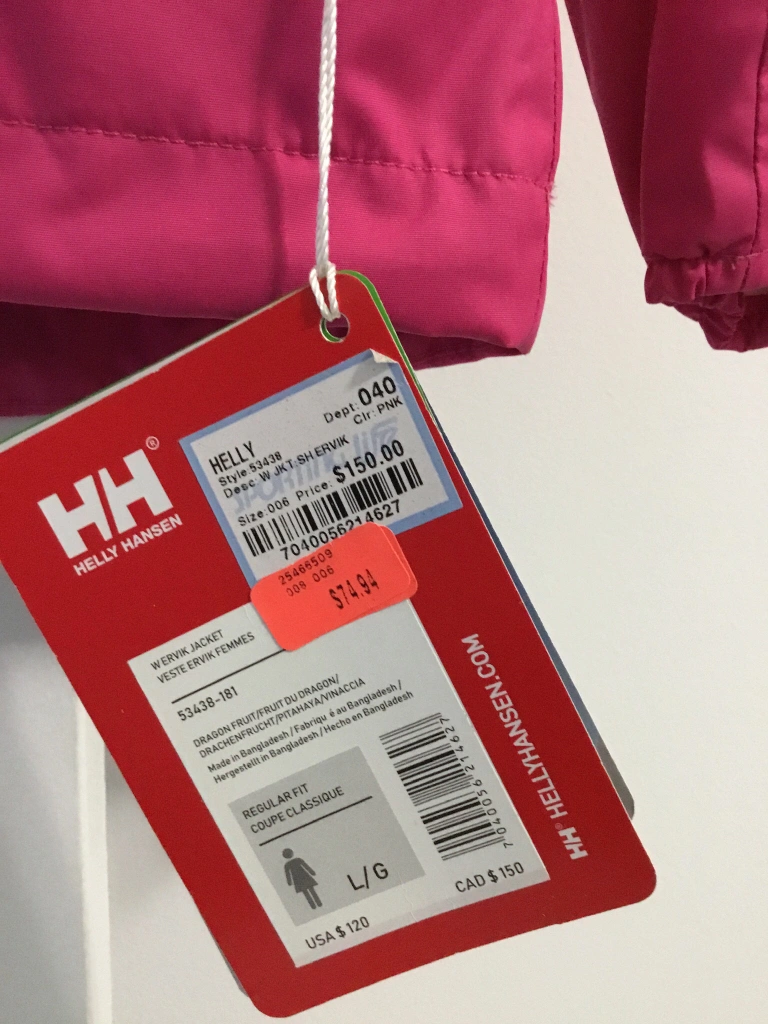 Dept: 040
HELLY
Clr: PNK
Style:53438
Desc: W JKT:SH ERVIK
SPORTING life
Size:006 Price: $150.00
7040056214627
HH®
HELLY HANSEN
25466509
008 006
$74.94
W ERVIK JACKET
VESTE ERVIK FEMMES
53438-181
DRAGON FRUIT/FRUIT DU DRAGON/
DRACHENFRUCHT/PITAHAYA/VINACCIA
Made in Bangladesh / Fabriqu é au Bangladesh /
Hergestellt in Bangladesh / Hecho en Bangladesh
REGULAR FIT
COUPE CLASSIQUE
L/G
7040056214627
USA $ 120
CAD $ 150
HH® HELLYHANSEN.COM